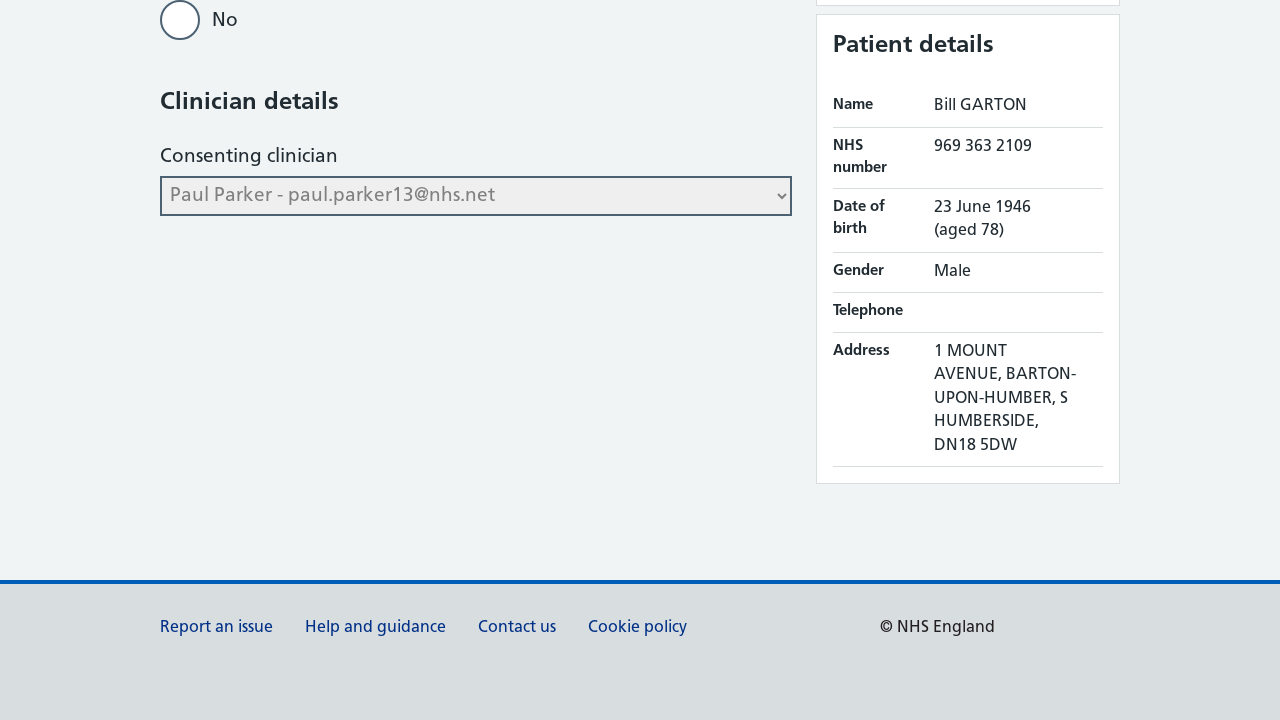 No
Clinician details
Consenting clinician
Paul Parker - paul.parker13@nhs.net
Patient details
Name Bill GARTON
NHS number 969 363 2109
Date of birth 23 June 1946 (aged 78)
Gender Male
Telephone
Address 1 MOUNT
AVENUE, BARTON-
UPON-HUMBER, S
HUMBERSIDE,
DN18 5DW
Report an issue Help and guidance Contact us Cookie policy © NHS England